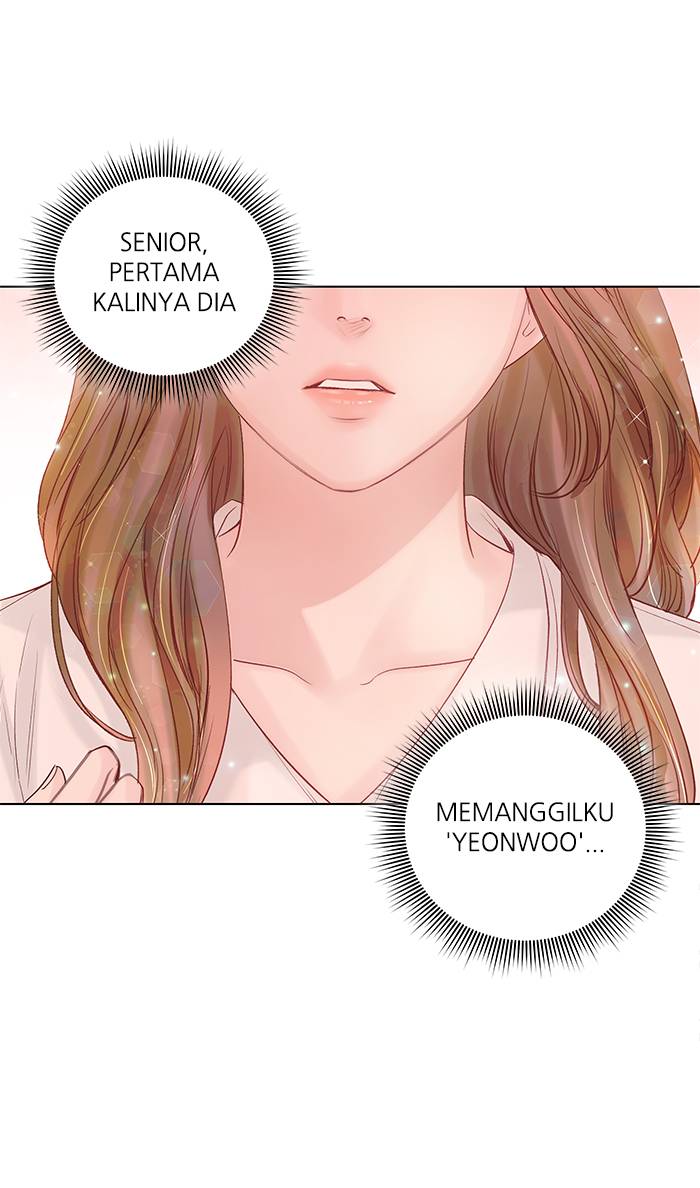 SENIOR,
PERTAMA
KALINYA DIA
MEMANGGILKU
'YEONWOO'...